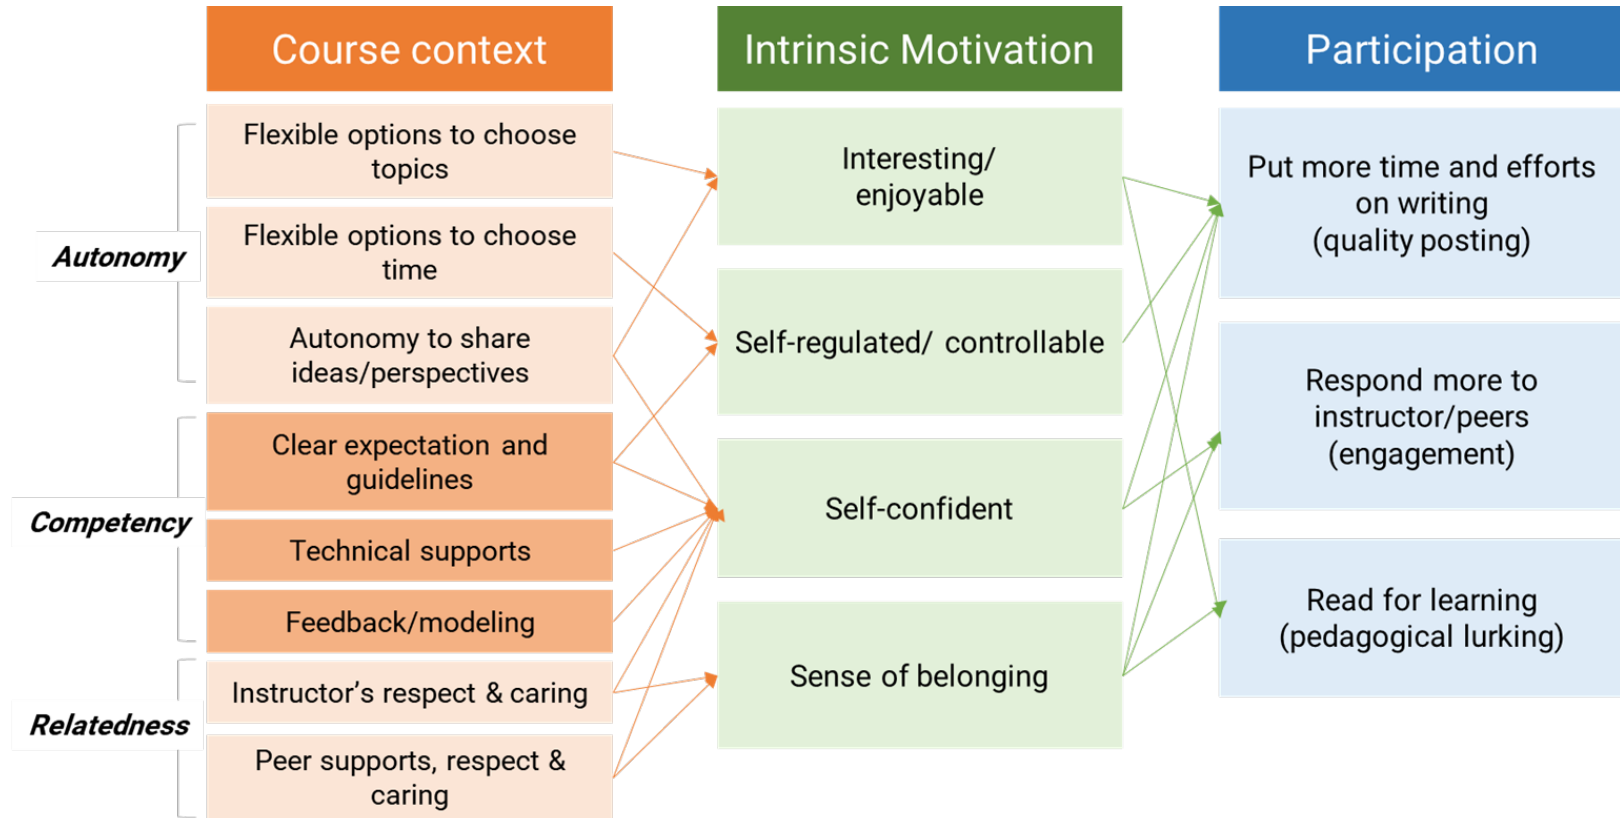 Course context
Intrinsic Motivation
Participation
Autonomy
Flexible options to choose
topics
Flexible options to choose
time
Autonomy to share
ideas/perspectives
Competency
Clear expectation and
guidelines
Technical supports
Feedback/modeling
Relatedness
Instructor’s respect & caring
Peer supports, respect &
caring
Interesting/
enjoyable
Self-regulated/ controllable
Self-confident
Sense of belonging
Put more time and efforts
on writing
(quality posting)
Respond more to
instructor/peers
(engagement)
Read for learning
(pedagogical lurking)